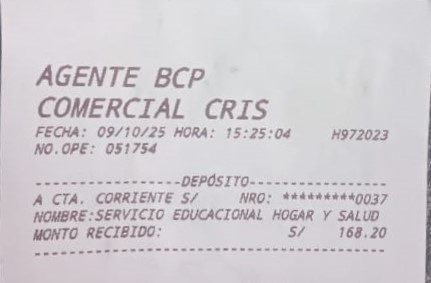 AGENTE BCP
COMERCIAL CRIS
FECHA: 09/10/25 HORA: 15:25:04 H972023
NO.OPE: 051754
------------------DEPÓSITO-----------------
A CTA. CORRIENTE S/ NRO: *********0037
NOMBRE:SERVICIO EDUCACIONAL HOGAR Y SALUD
MONTO RECIBIDO: S/ 168.20
-------------------------------------------